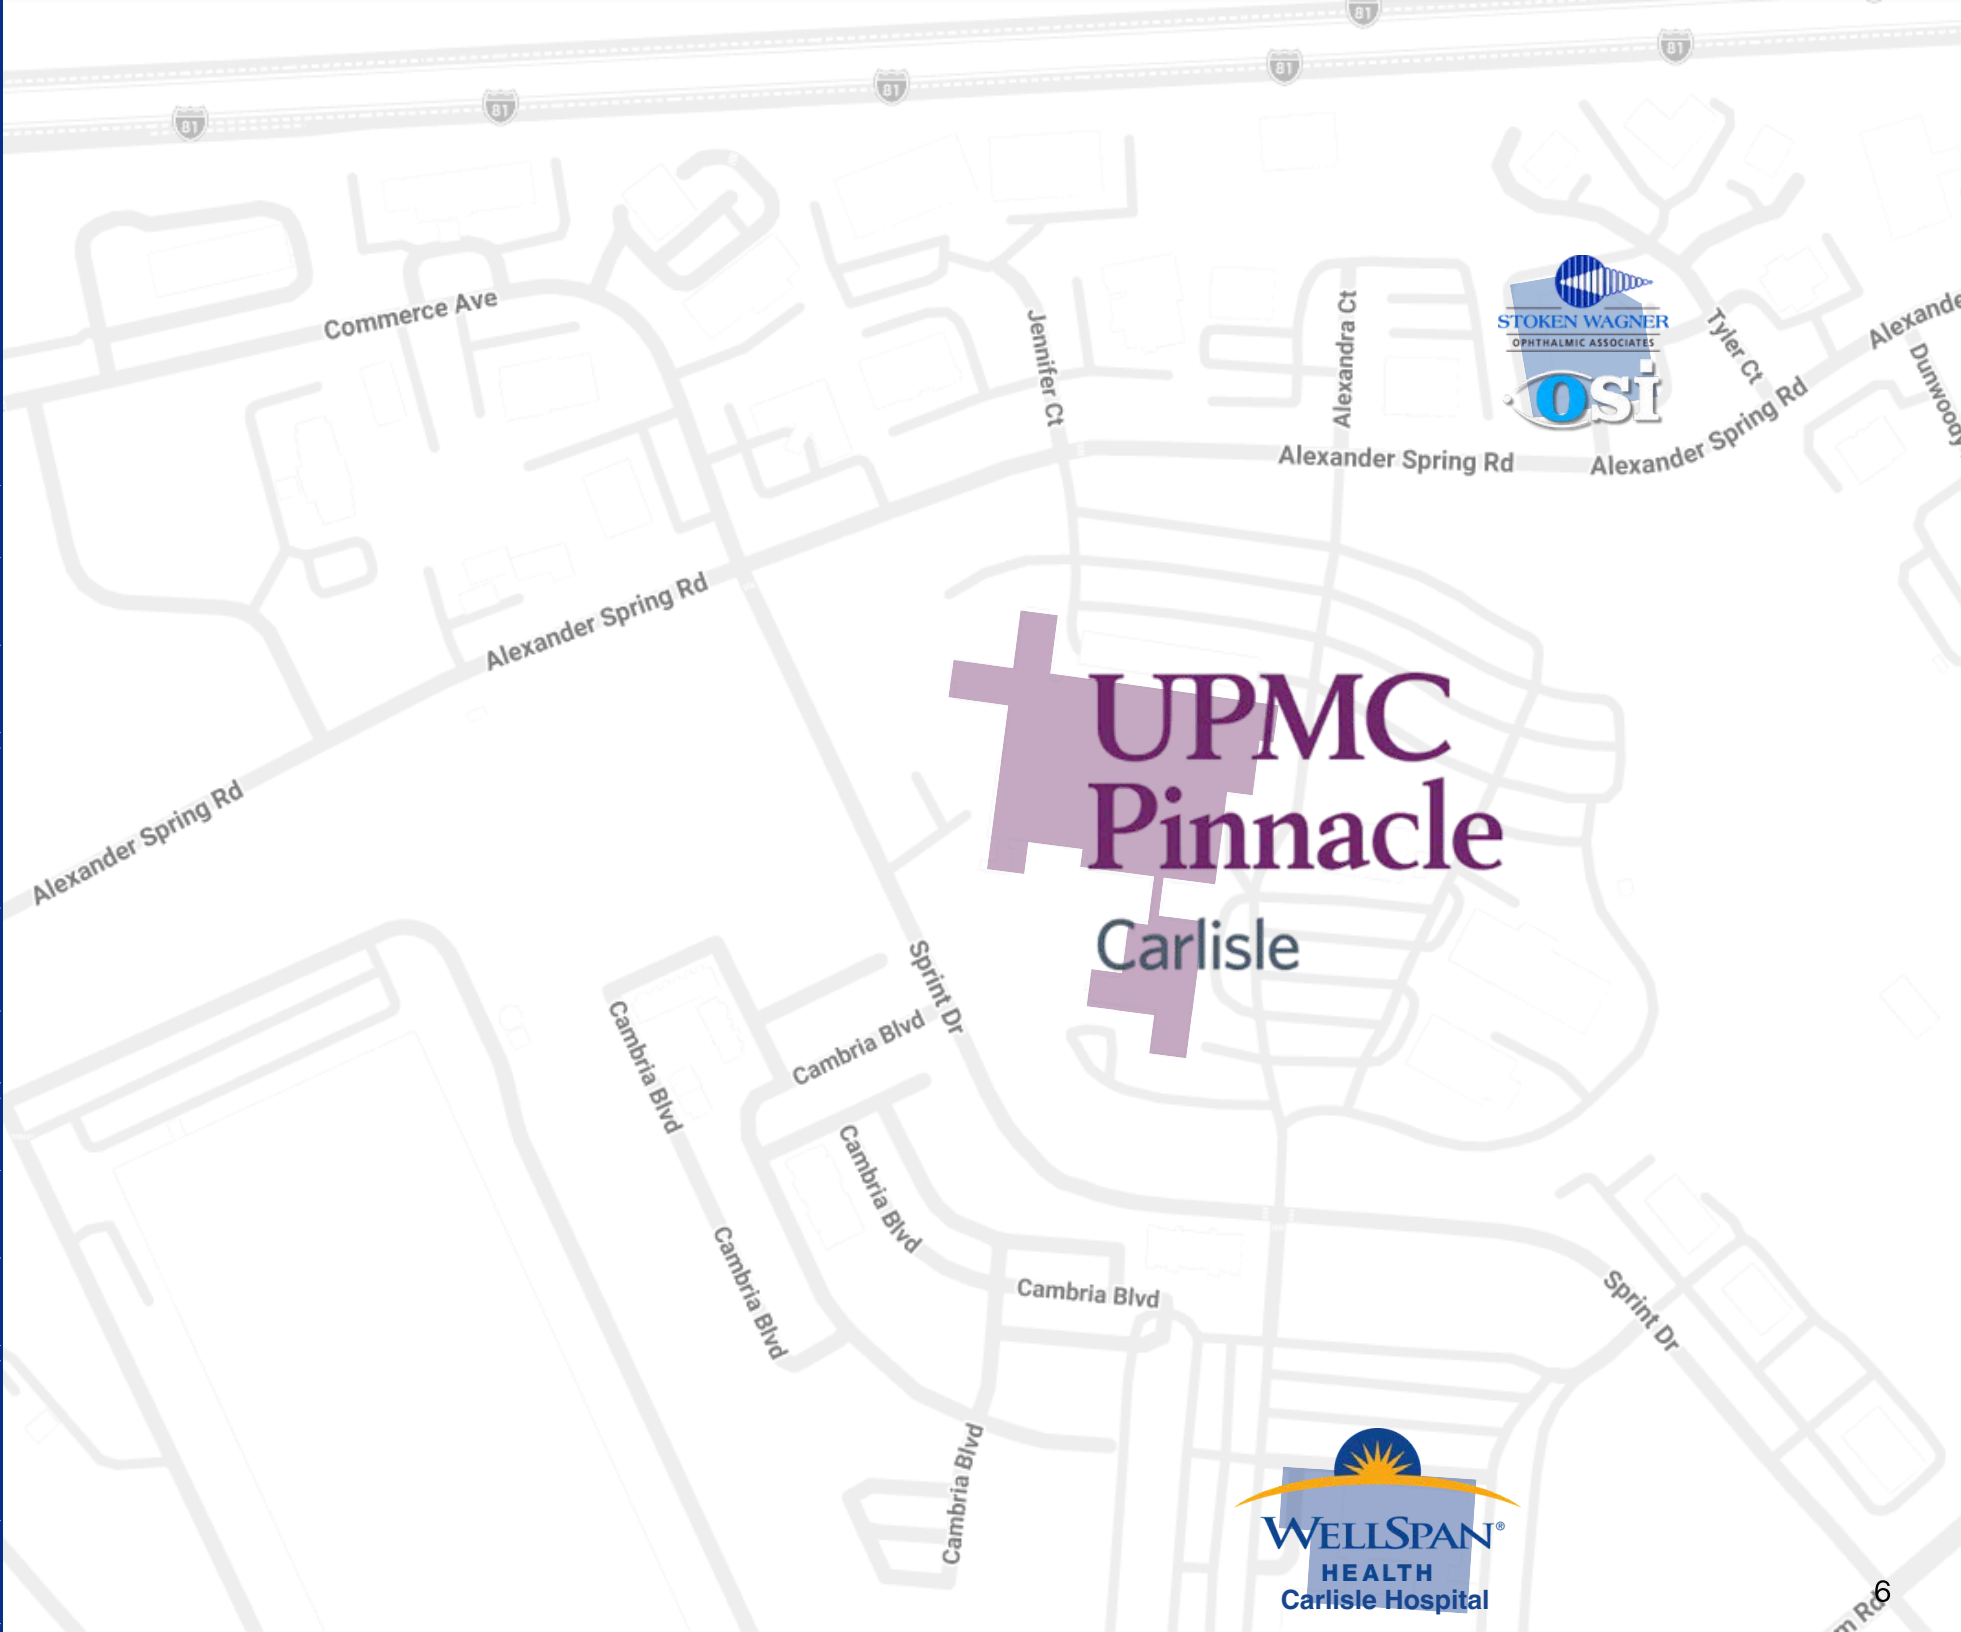 81
81
81
81
81
81
Commerce Ave
Jennifer Ct
Alexandra Ct
STOKEN WAGNER
OPHTHALMIC ASSOCIATES
osi
Tyler Ct
Alexande
Dunwoody
Alexander Spring Rd
Alexander Spring Rd
Alexander Spring Rd
Alexander Spring Rd
UPMC
Pinnacle
Carlisle
Sprint Dr
Cambria Blvd
Cambria Blvd
Cambria Blvd
Cambria Blvd
Cambria Blvd
Sprint Dr
Cambria Blvd
WELLSPAN®
HEALTH
Carlisle Hospital
m Rd
6